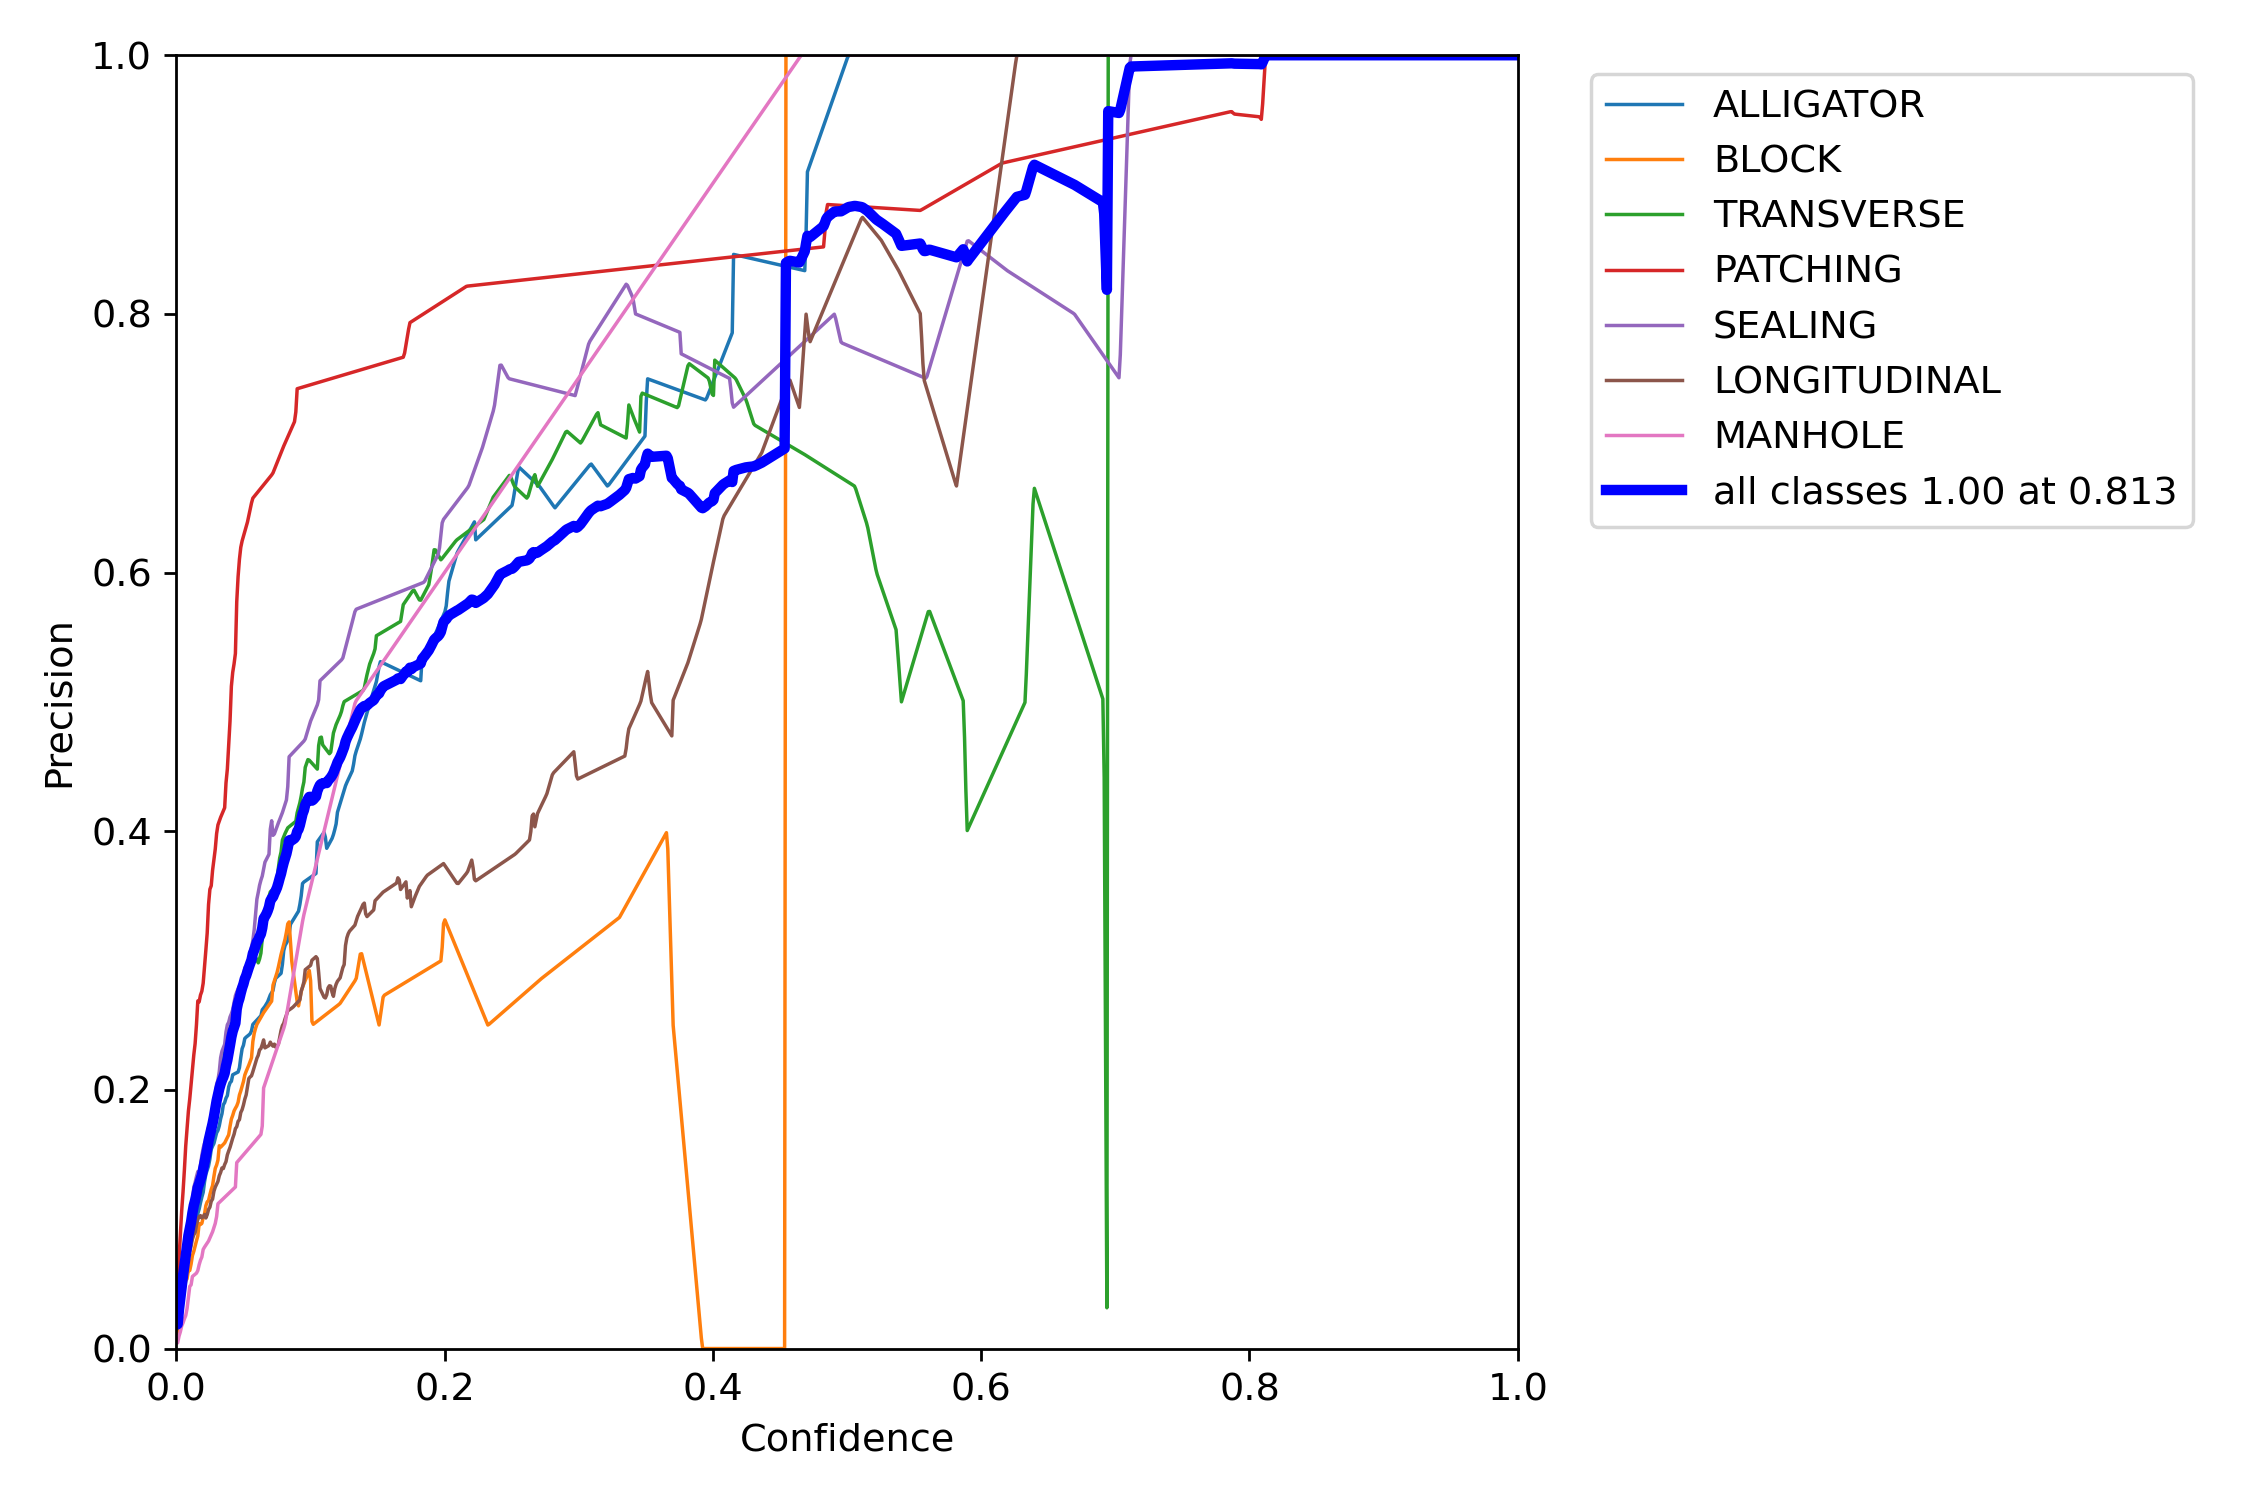 1.0
0.8
0.6
0.4
0.2
0.0
Precision
0.0 0.2 0.4 0.6 0.8 1.0
Confidence
ALLIGATOR
BLOCK
TRANSVERSE
PATCHING
SEALING
LONGITUDINAL
MANHOLE
all classes 1.00 at 0.813